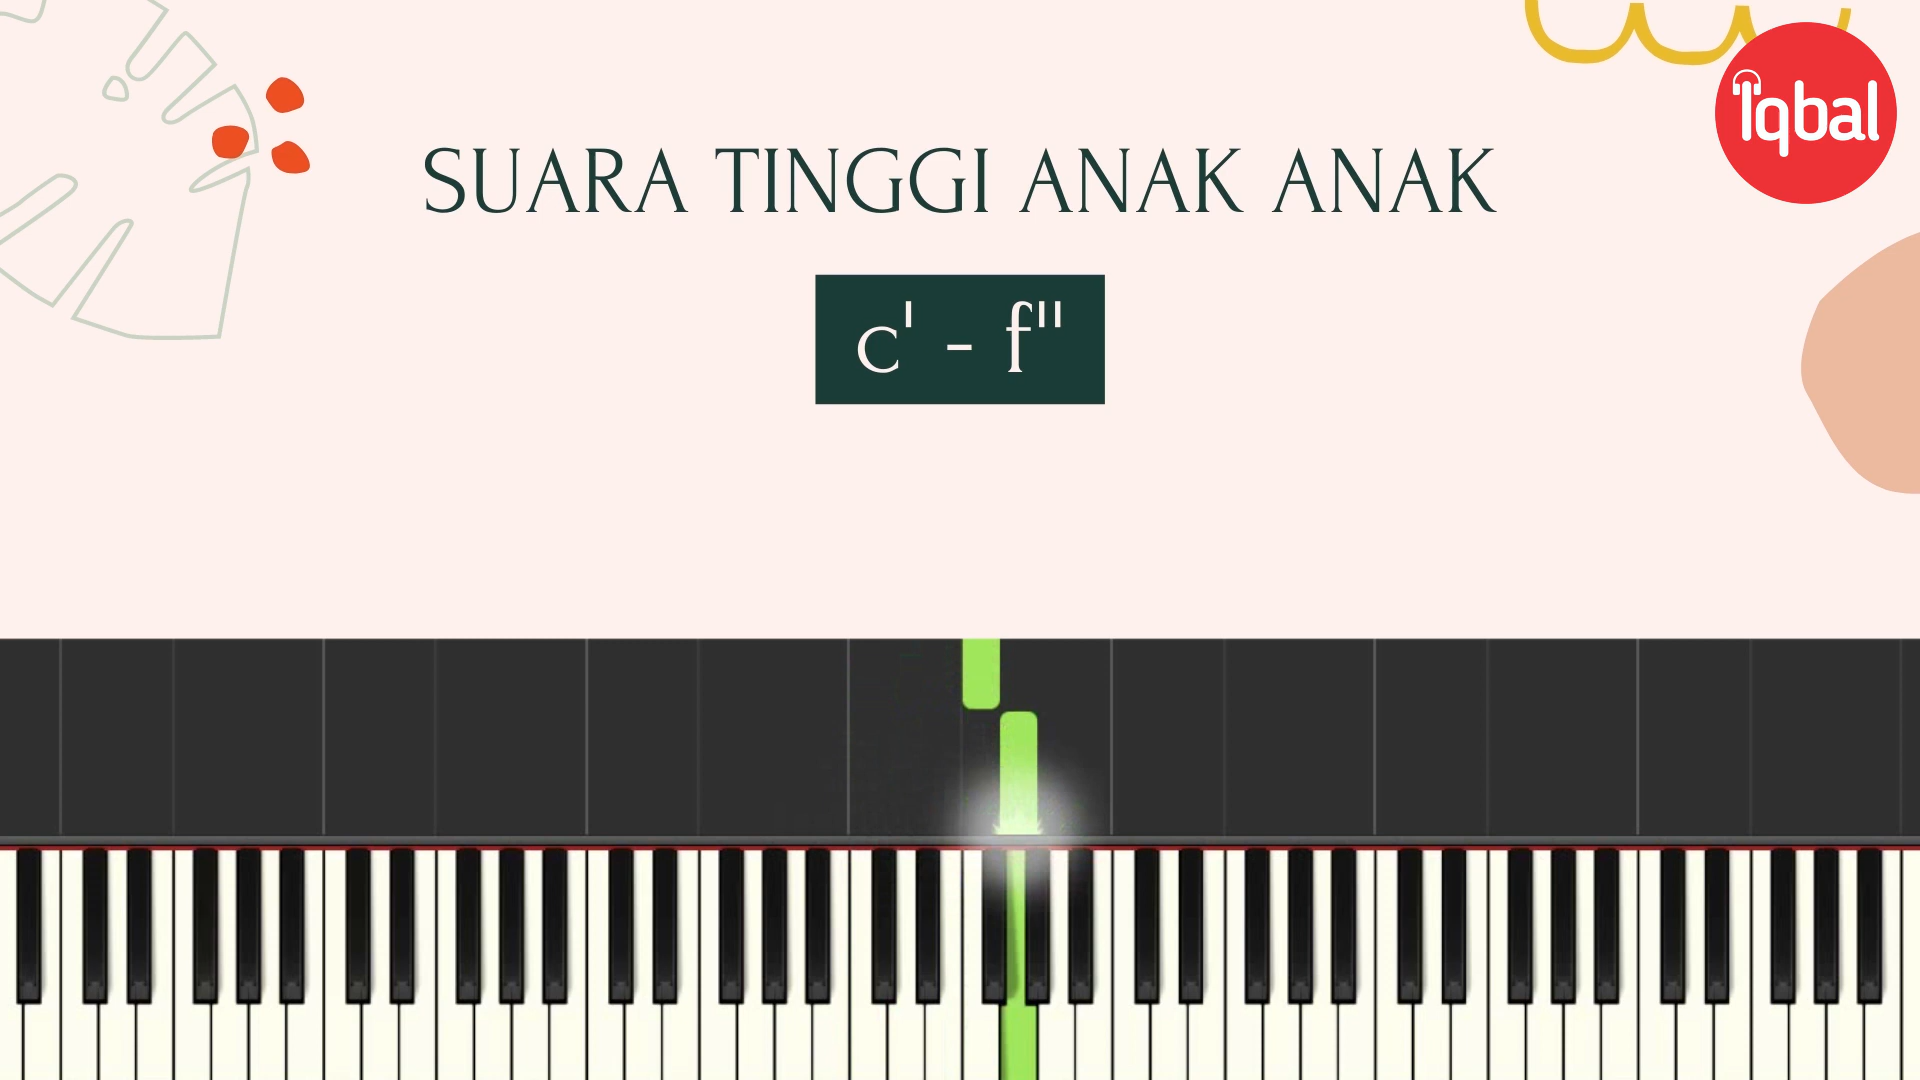 SUARA TINGGI ANAK ANAK
c' - f"
iqbal